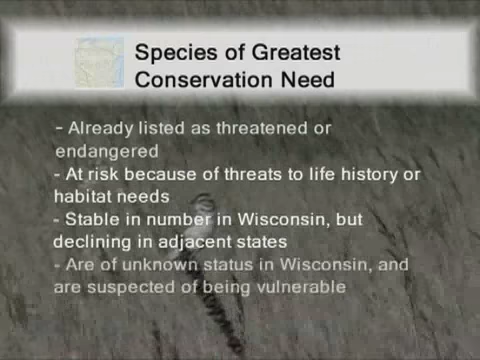 Species of Greatest
Conservation Need
- Already listed as threatened or
endangered
- At risk because of threats to life history or
habitat needs
- Stable in number in Wisconsin, but
declining in adjacent states
- Are of unknown status in Wisconsin, and
are suspected of being vulnerable